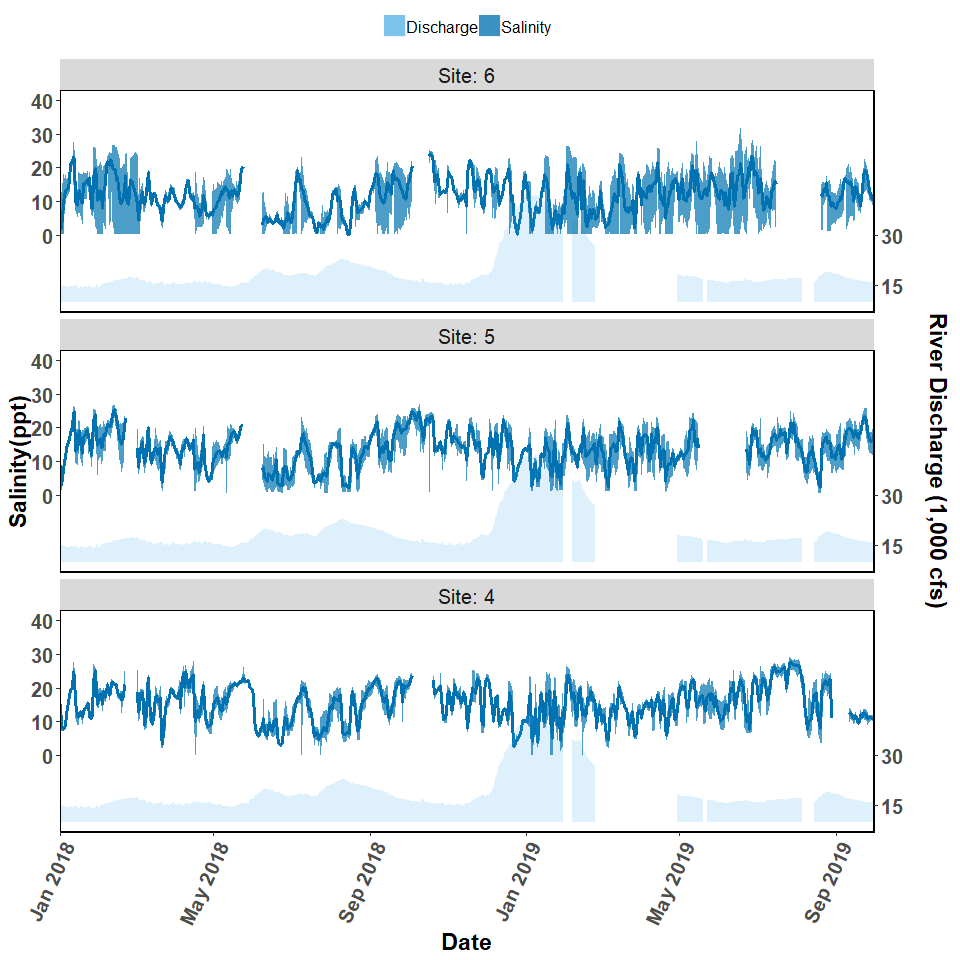 Discharge Salinity
Site: 6
40
30
20
10
0
30
15
Site: 5
40
30
20
10
0
30
15
Site: 4
40
30
20
10
0
30
15
Salinity(ppt)
River Discharge (1,000 cfs)
Jan 2018
May 2018
Sep 2018
Jan 2019
May 2019
Sep 2019
Date